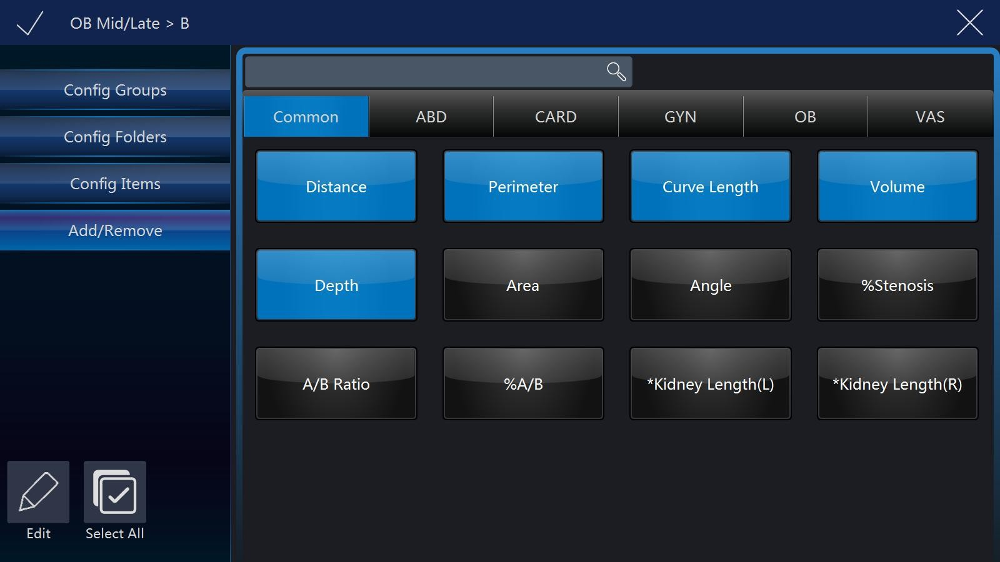 OB Mid/Late > B
Config Groups
Config Folders
Config Items
Add/Remove
Common ABD CARD GYN OB VAS
Distance Perimeter Curve Length Volume
Depth Area Angle %Stenosis
A/B Ratio %A/B *Kidney Length(L) *Kidney Length(R)
Edit Select All